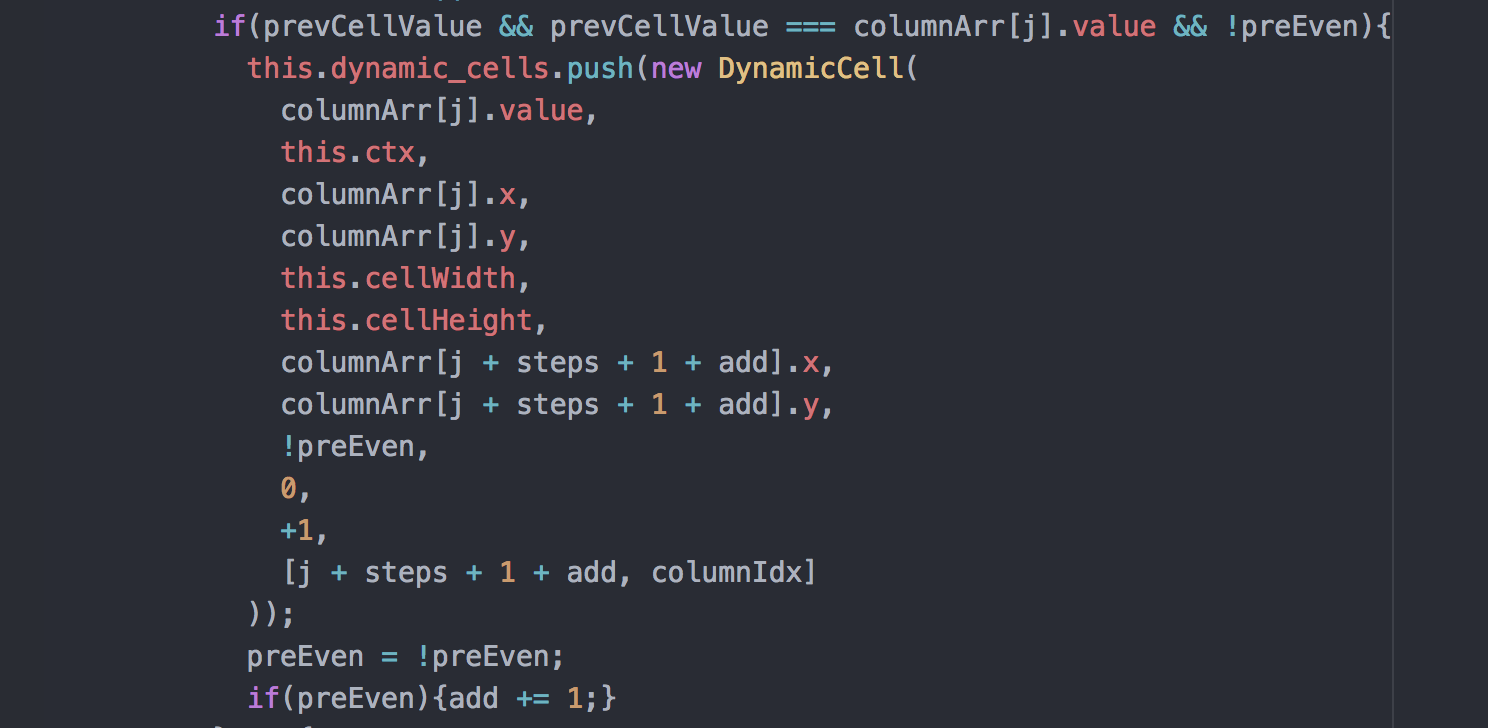 if(prevCellValue && prevCellValue === columnArr[j].value && !preEven){
this.dynamic_cells.push(new DynamicCell(
columnArr[j].value,
this.ctx,
columnArr[j].x,
columnArr[j].y,
this.cellWidth,
this.cellHeight,
columnArr[j + steps + 1 + add].x,
columnArr[j + steps + 1 + add].y,
!preEven,
0,
+1,
[j + steps + 1 + add, columnIdx]
));
preEven = !preEven;
if(preEven){add += 1;}